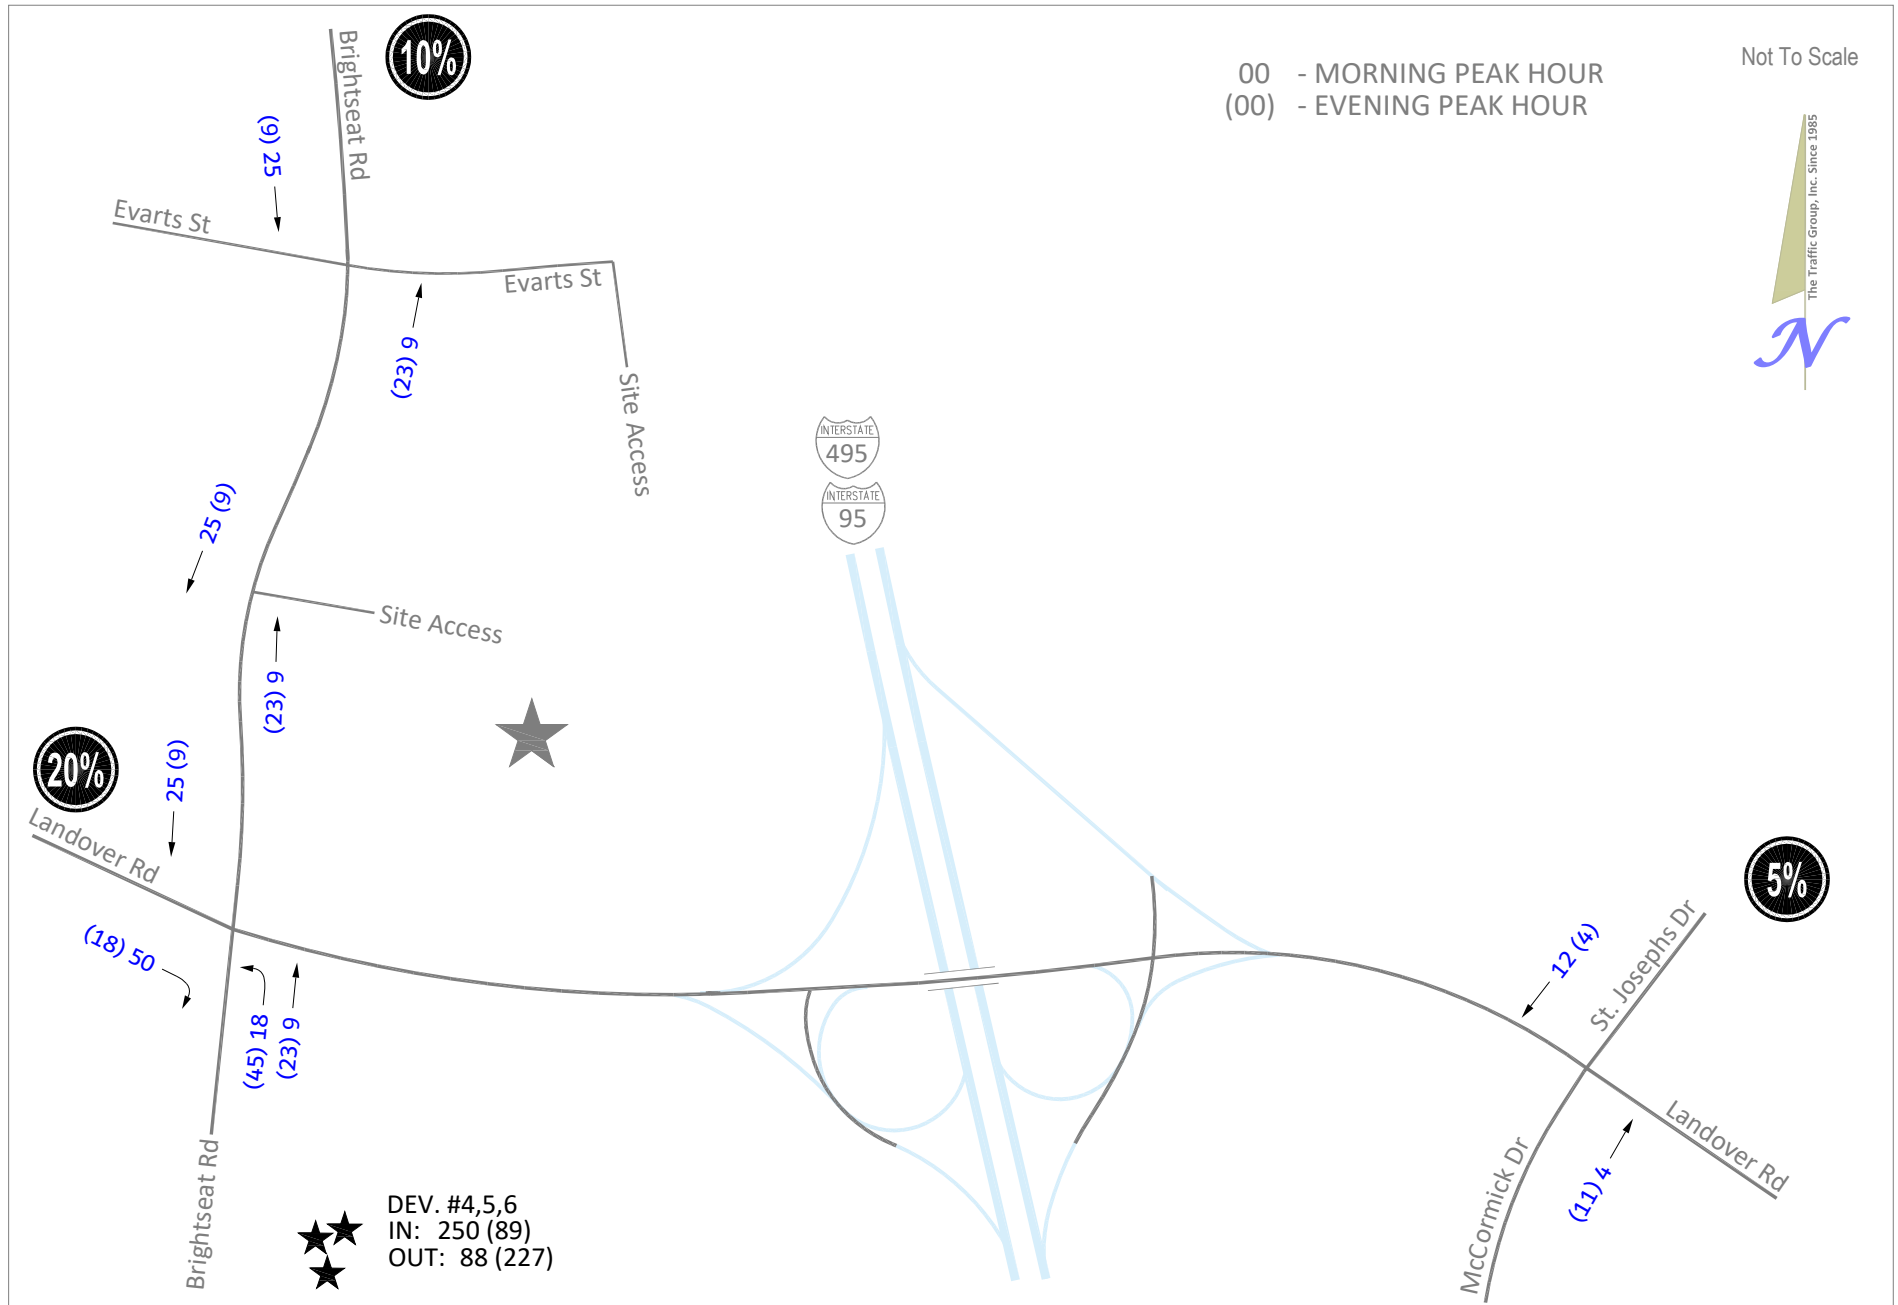 Brightseat Rd
10%
00 - MORNING PEAK HOUR
(00) - EVENING PEAK HOUR
Not To Scale
The Traffic Group, Inc. Since 1985
N
(9) 25
Evarts St
Evarts St
(23) 9
Site Access
INTERSTATE
495
INTERSTATE
95
25 (9)
Site Access
(23) 9
20%
25 (9)
Landover Rd
5%
(18) 50
(45) 18
(23) 9
12 (4)
St. Josephs Dr
Landover Rd
(11) 4
McCormick Dr
Brightseat Rd
DEV. #4,5,6
IN: 250 (89)
OUT: 88 (227)